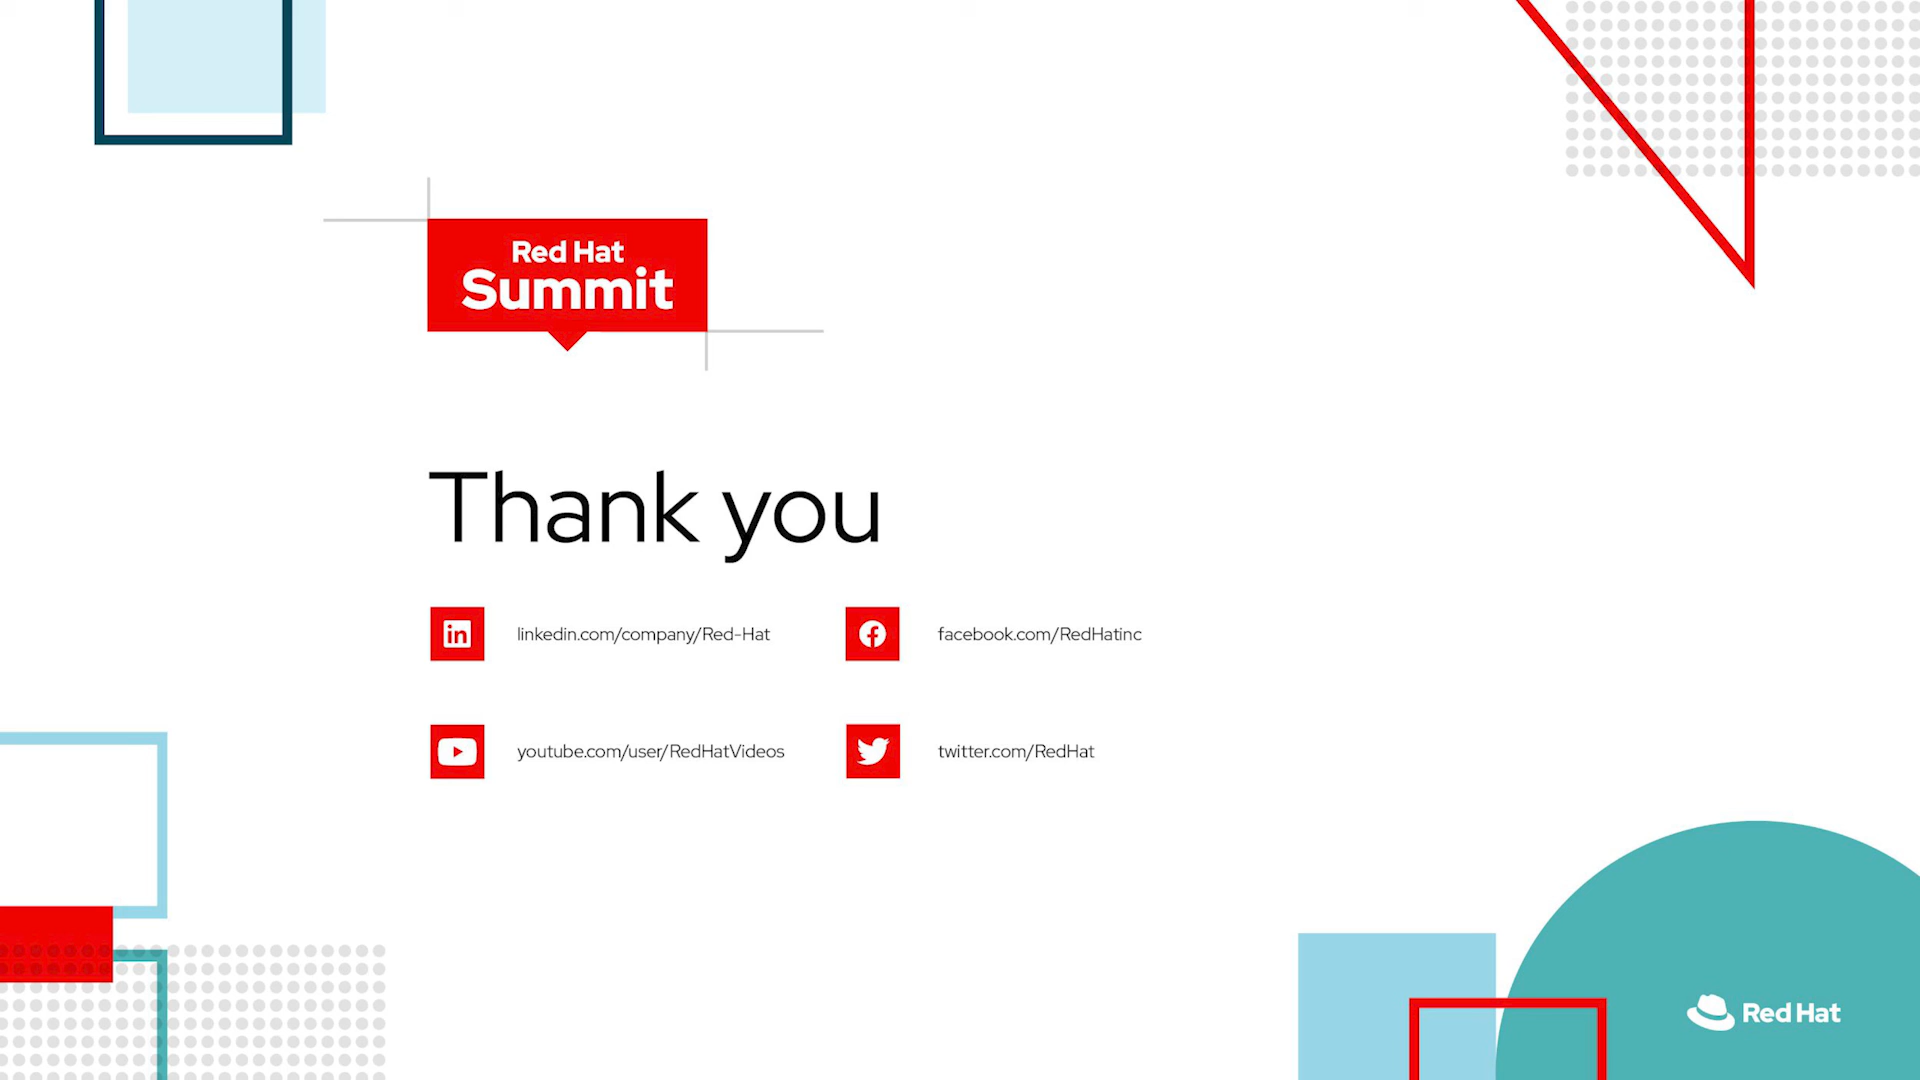 Red Hat
Summit
Thank you
linkedin.com/company/Red-Hat
facebook.com/RedHatinc
youtube.com/user/RedHatVideos
twitter.com/RedHat
Red Hat